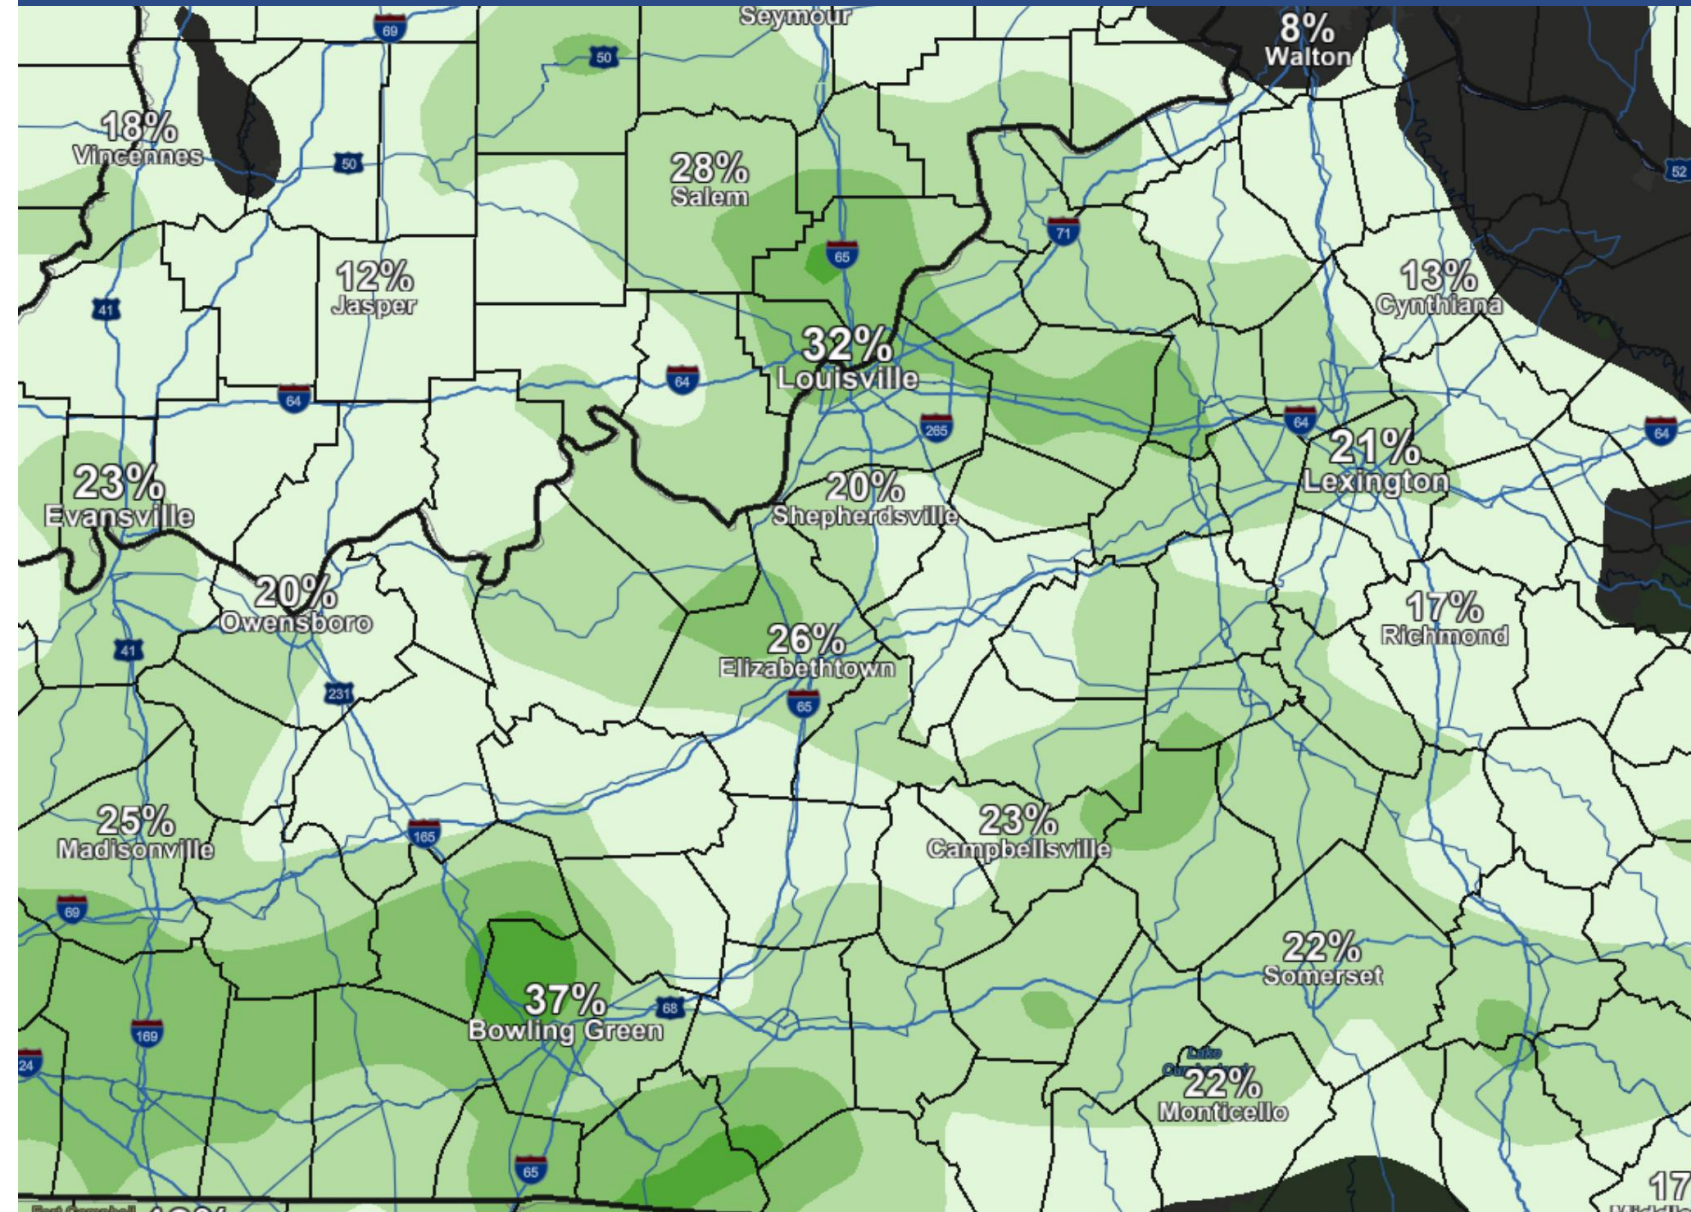 Seymour
69
8%
Walton
50
18%
Vincennes
50
28%
Salem
52
71
65
12%
Jasper
13%
Cynthiana
41
32%
Louisville
64
64
265
64
64
21%
Lexington
23%
Evansville
20%
Shepherdsville
20%
Owensboro
17%
Richmond
41
26%
Elizabethtown
231
65
25%
Madisonville
165
23%
Campbellsville
69
22%
Somerset
37%
Bowling Green
68
169
24
Lake
22%
Monticello
65
17
Fort Campbell